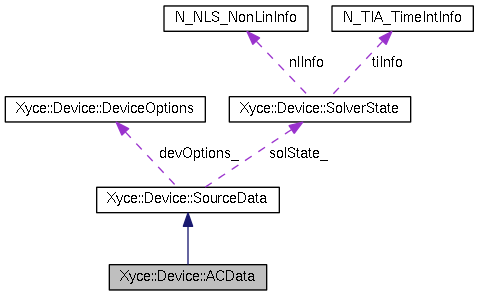 N_NLS_NonLinInfo
N_TIA_TimeIntInfo
nlInfo
tiInfo
Xyce::Device::DeviceOptions
Xyce::Device::SolverState
devOptions_
solState_
Xyce::Device::SourceData
Xyce::Device::ACData